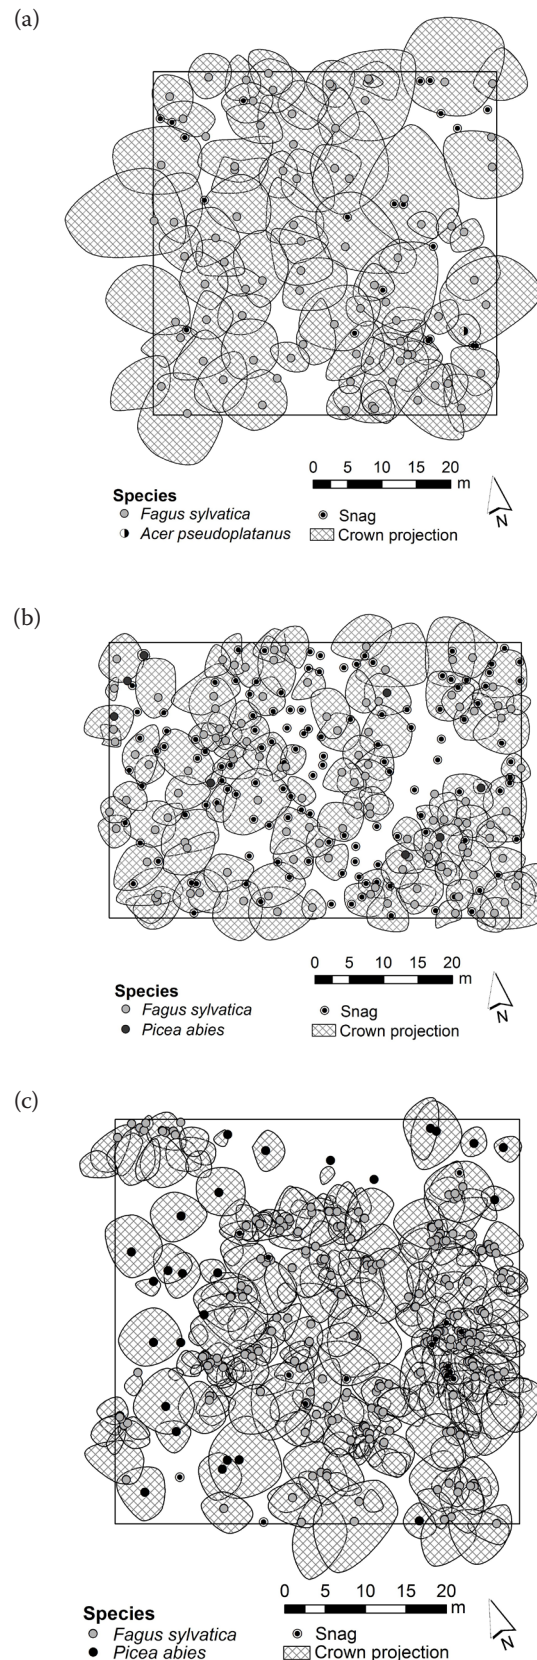 (a)
0 5 10 15 20
m
Species
Fagus sylvatica
Acer pseudoplatanus
Snag
Crown projection
N
(b)
0 5 10 15 20
m
Species
Fagus sylvatica
Picea abies
Snag
Crown projection
N
(c)
0 5 10 15 20
m
Species
Fagus sylvatica
Picea abies
Snag
Crown projection
N